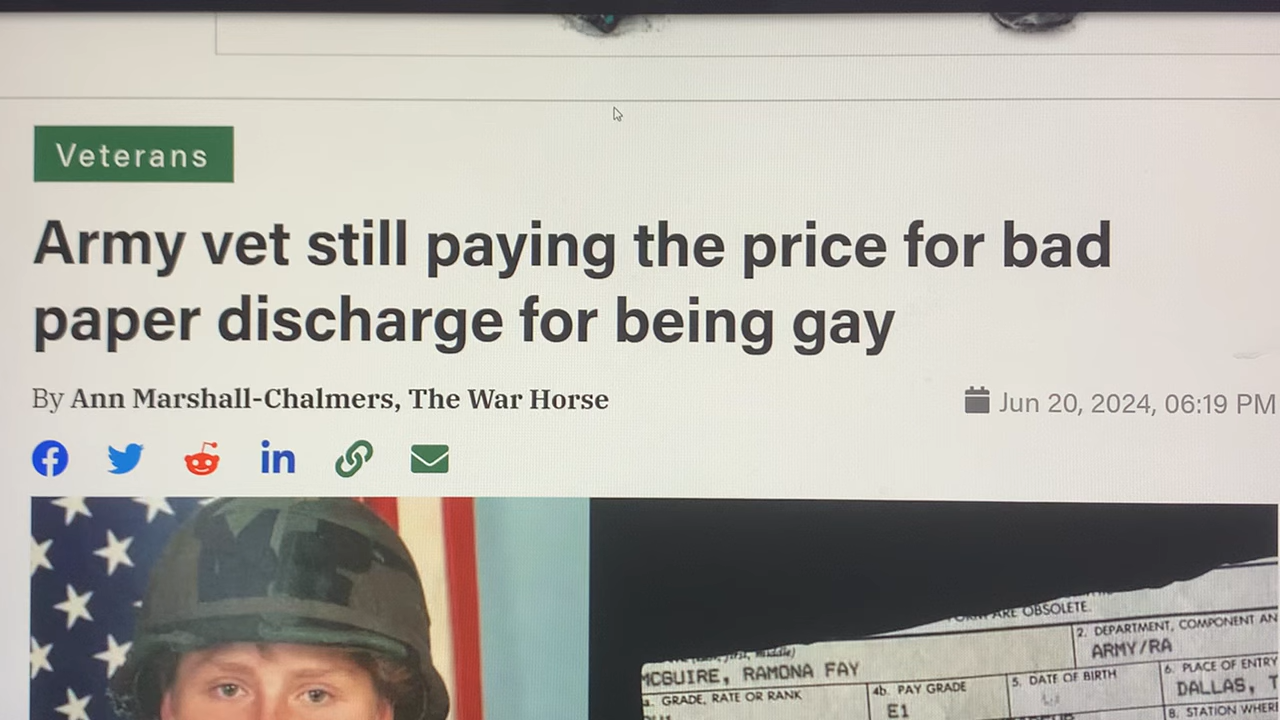 Veterans
Army vet still paying the price for bad
paper discharge for being gay
By Ann Marshall-Chalmers, The War Horse
Jun 20, 2024, 06:19 PM
in
ARE OBSOLETE.
2. DEPARTMENT, COMPONENT AN
ARMY/RA
MCGUIRE, RAMONA FAY
GRADE, RATE OR RANK
4b. PAY GRADE
E1
5. DATE OF BIRTH
6. PLACE OF ENTRY
DALLAS, T
8. STATION WHER